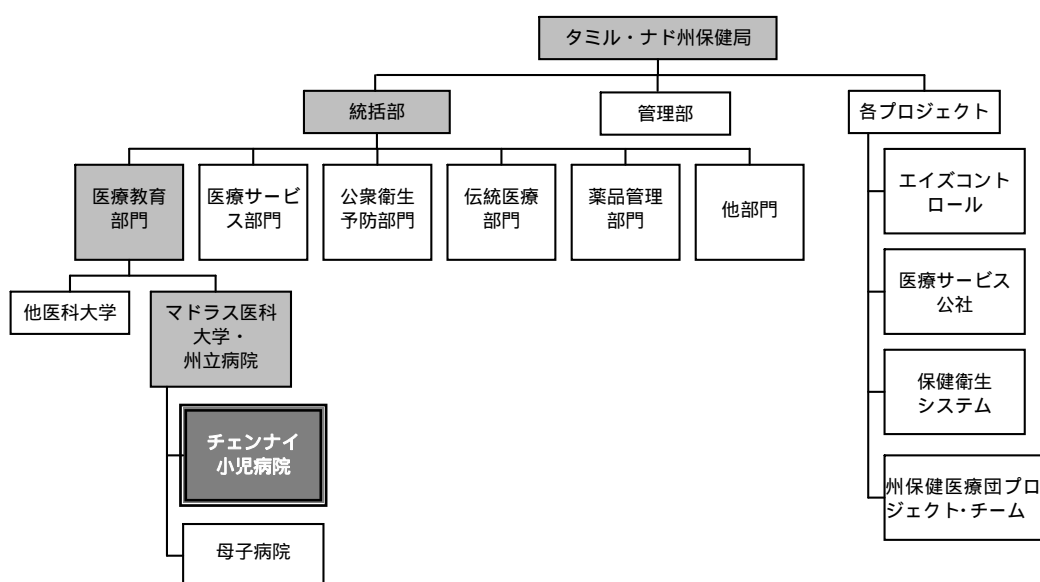 タミル・ナド州保健局
統括部
管理部
各プロジェクト
医療教育
部門
医療サービ
ス部門
公衆衛生
予防部門
伝統医療
部門
薬品管理
部門
他部門
エイズコント
ロール
医療サービス
公社
保健衛生
システム
州保健医療団プロ
ジェクト・チーム
他医科大学
マドラス医科
大学・
州立病院
チェンナイ
小児病院
母子病院